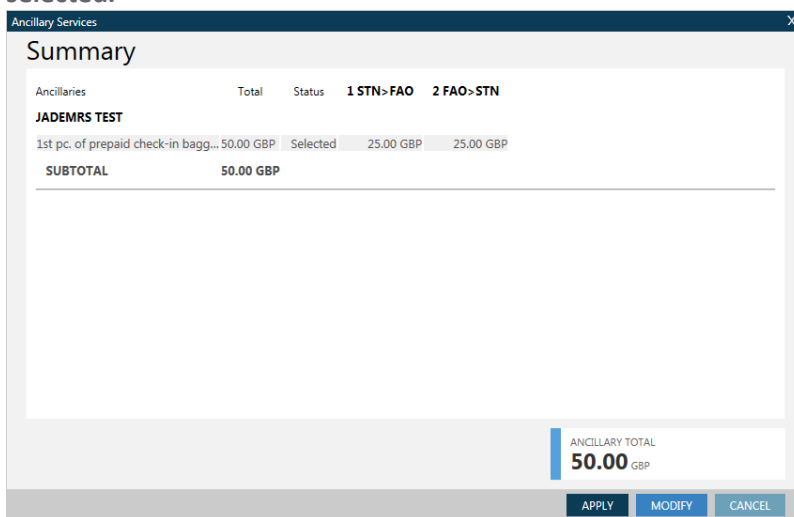 selected.
Ancillary Services X
Summary
Ancillaries Total Status 1 STN>FAO 2 FAO>STN
JADEMRS TEST
1st pc. of prepaid check-in bagg... 50.00 GBP Selected 25.00 GBP 25.00 GBP
SUBTOTAL 50.00 GBP
ANCILLARY TOTAL
50.00 GBP
APPLY MODIFY CANCEL